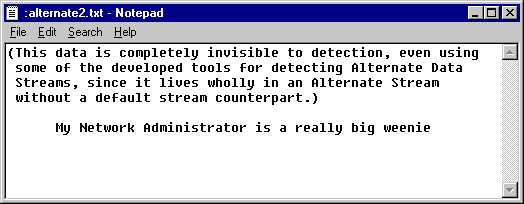 :alternate2.txt - Notepad
File Edit Search Help
(This data is completely invisible to detection, even using
some of the developed tools for detecting Alternate Data
Streams, since it lives wholly in an Alternate Stream
without a default stream counterpart.)
My Network Administrator is a really big weenie